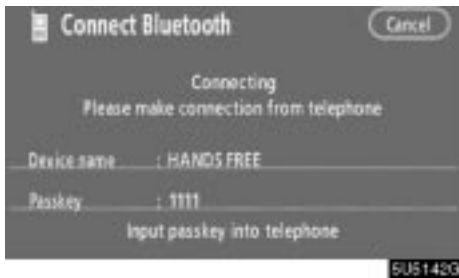 Connect Bluetooth
Cancel
Connecting
Please make connection from telephone
Device name : HANDS FREE
Passkey : 1111
Input passkey into telephone
5U5142G